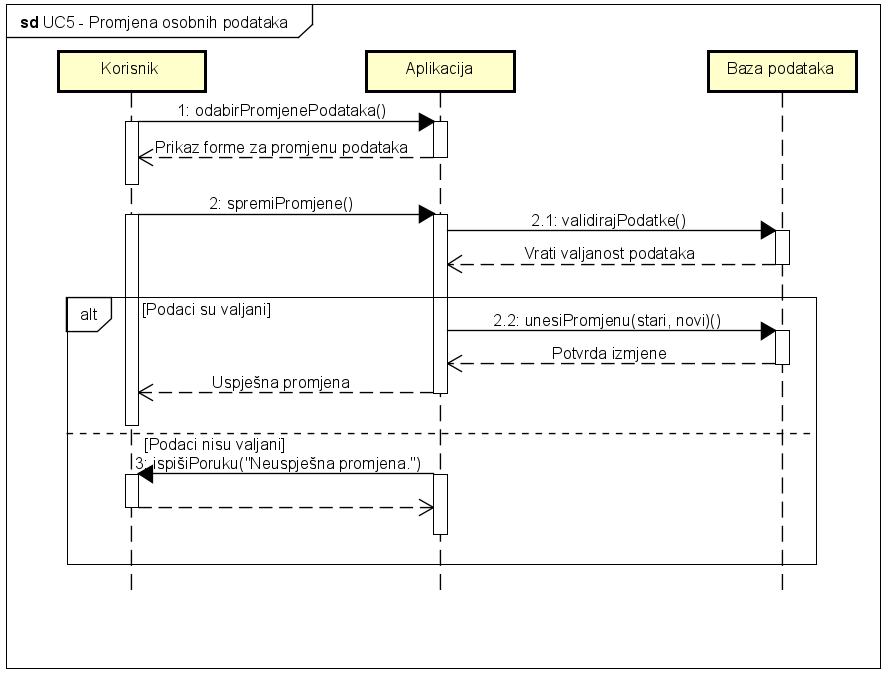 sd UC5 - Promjena osobnih podataka
Korisnik
Aplikacija
Baza podataka
1: odabirPromjenePodataka()
Prikaz forme za promjenu podataka
2: spremiPromjene()
2.1: validirajPodatke()
Vrati valjanost podataka
alt
[Podaci su valjani]
2.2: unesiPromjenu(stari, novi)()
Potvrda izmjene
Uspješna promjena
[Podaci nisu valjani]
3: ispišiPoruku("Neuspješna promjena.")